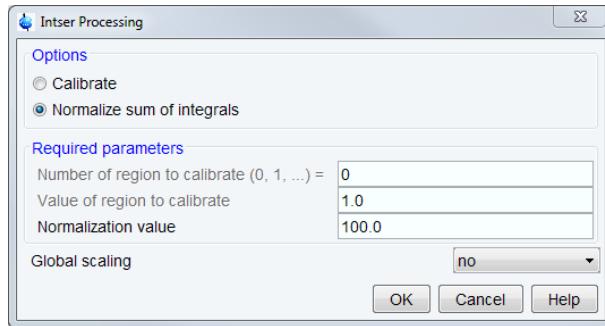 Intser Processing
Options
Calibrate
Normalize sum of integrals
Required parameters
Number of region to calibrate (0, 1, ...) = 0
Value of region to calibrate 1.0
Normalization value 100.0
Global scaling no
OK Cancel Help